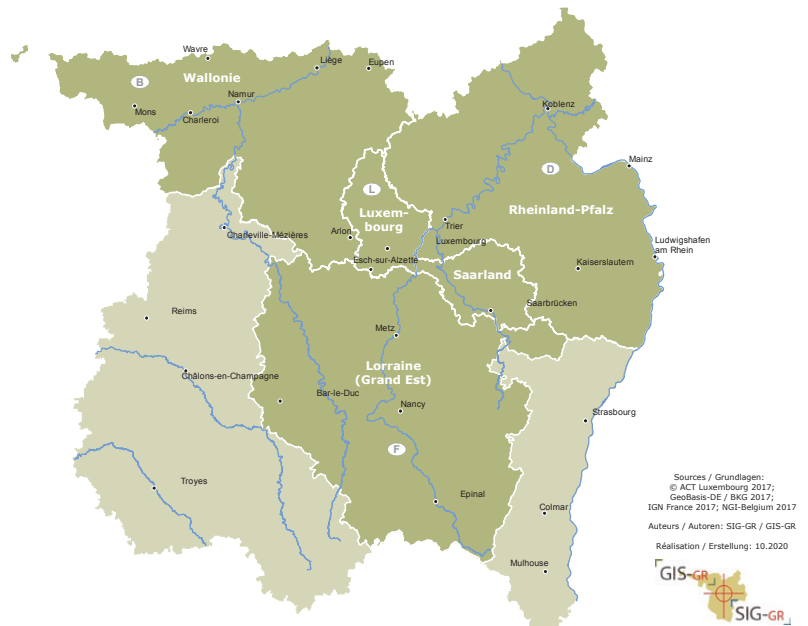 Wavre
Liège
Eupen
B
Wallonie
Namur
Mons
Charleroi
Koblenz
Mainz
D
L
Luxem-
bourg
Rheinland-Pfalz
Trier
Charleville-Mézières
Arlon
Luxembourg
Ludwigshafen
am Rhein
Esch-sur-Alzette
Kaiserslautern
Saarland
Saarbrücken
Reims
Metz
Lorraine
(Grand Est)
Châlons-en-Champagne
Bar-le-Duc
Nancy
Strasbourg
F
Troyes
Epinal
Colmar
Mulhouse
Sources / Grundlagen:
© ACT Luxembourg 2017;
GeoBasis-DE / BKG 2017;
IGN France 2017; NGI-Belgium 2017
Auteurs / Autoren: SIG-GR / GIS-GR
Réalisation / Erstellung: 10.2020
GIS-GR
SIG-GR